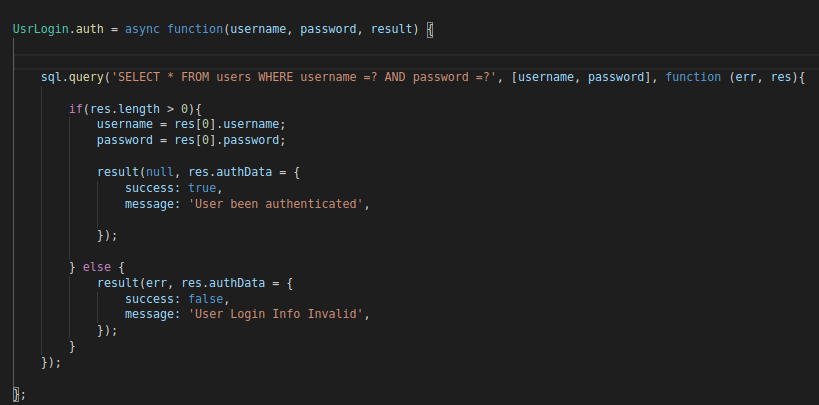 UsrLogin.auth = async function(username, password, result) {
sql.query('SELECT * FROM users WHERE username =? AND password =?', [username, password], function (err, res){
if(res.length > 0){
username = res[0].username;
password = res[0].password;
result(null, res.authData = {
success: true,
message: 'User been authenticated',
});
} else {
result(err, res.authData = {
success: false,
message: 'User Login Info Invalid',
});
}
});
};